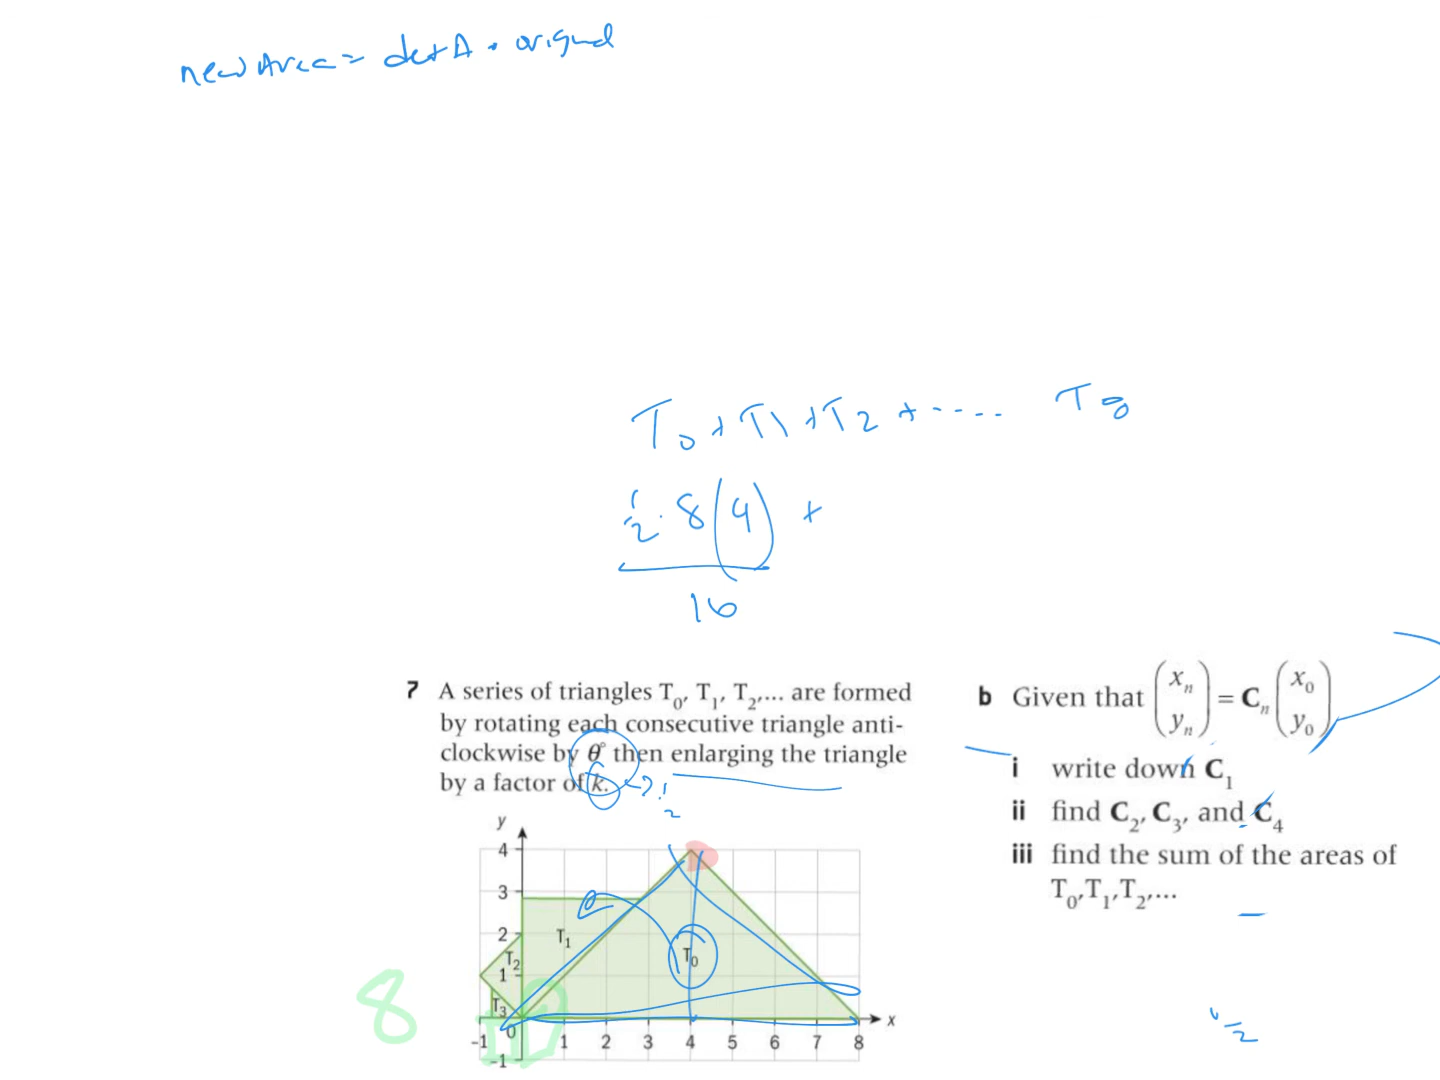 new Area = det A • original
T0 + T1 + T2 + ..... T8
1/2 · 8(4) +
16
7 A series of triangles T0, T1, T2,... are formed
by rotating each consecutive triangle anti-
clockwise by θ° then enlarging the triangle
by a factor of k.
1/2
b Given that (xn yn) = Cn (x0 y0)
i write down C1
ii find C2, C3, and C4
iii find the sum of the areas of
T0,T1,T2,...
y
4
3
2
1
T1
T0
T2
T3
8
0
-1 1 2 3 4 5 6 7 8 x
-1
1/2